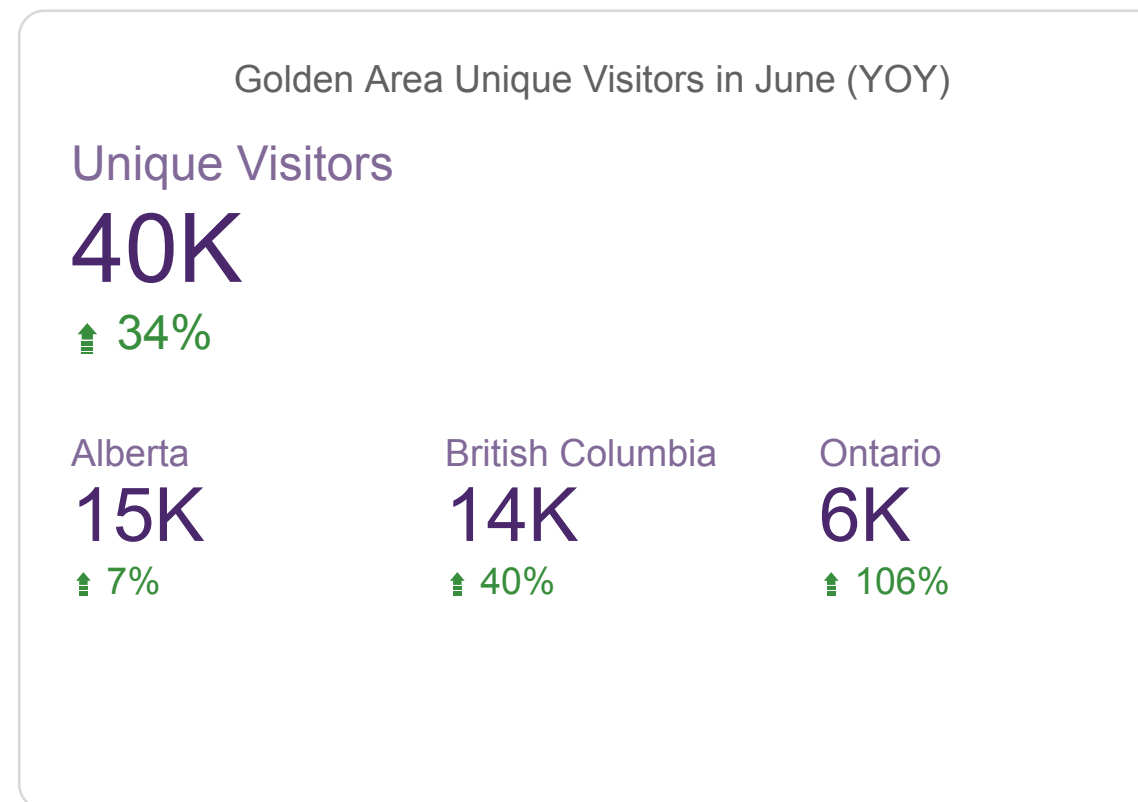 Golden Area Unique Visitors in June (YOY)
Unique Visitors
40K
34%
Alberta
15K
7%
British Columbia
14K
40%
Ontario
6K
106%